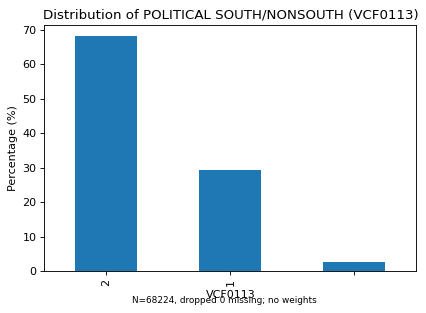 Distribution of POLITICAL SOUTH/NONSOUTH (VCF0113)
Percentage (%)
70
60
50
40
30
20
10
0
2
1
VCF0113
N=68224, dropped 0 missing; no weights